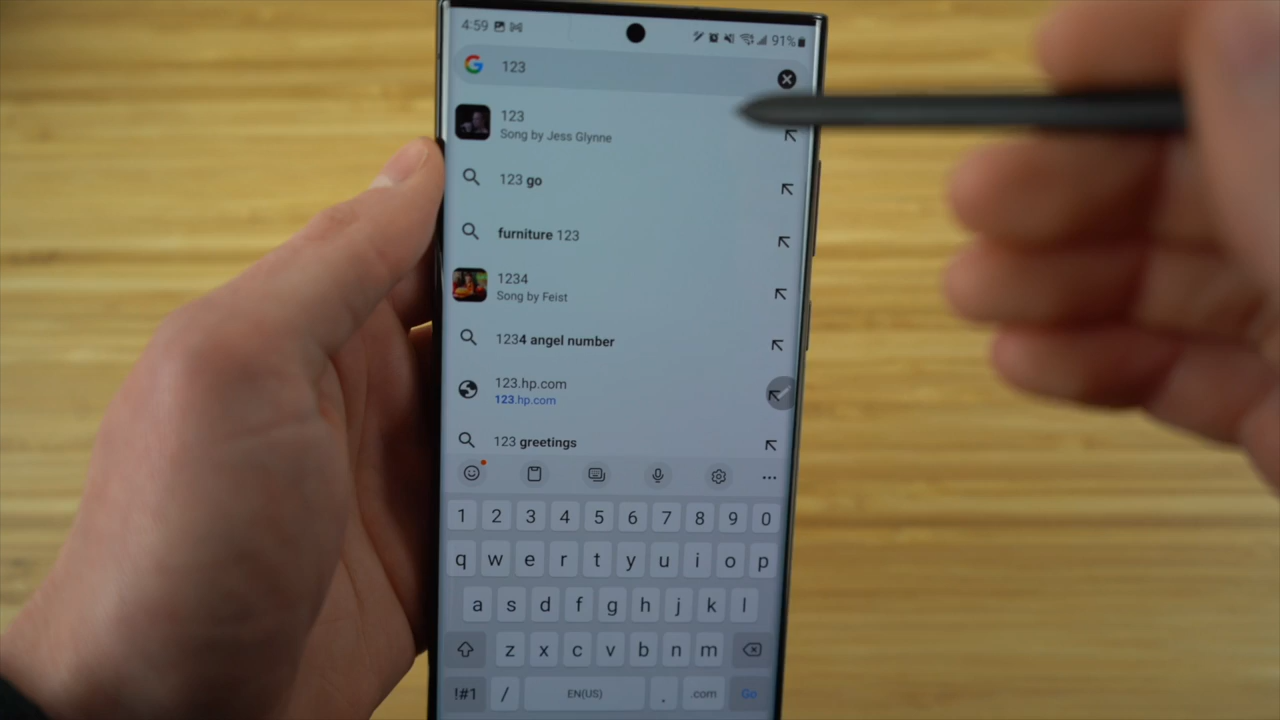 4:59 91%
123
123
Song by Jess Glynne
123 go
furniture 123
1234
Song by Feist
1234 angel number
123.hp.com
123.hp.com
123 greetings
1 2 3 4 5 6 7 8 9 0
q w e r t y u i o p
a s d f g h j k l
z x c v b n m
!#1 / EN(US) . .com Go